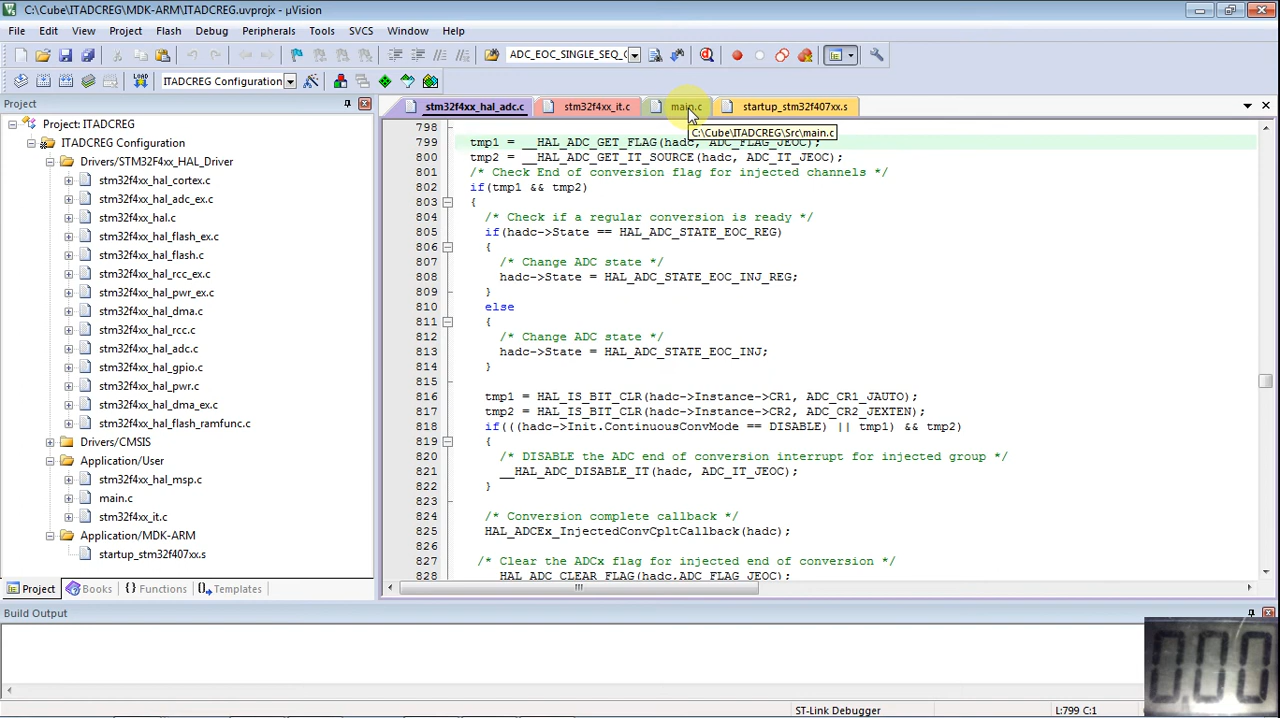 C:\Cube\ITADCREG\MDK-ARM\ITADCREG.uvprojx - µVision
File Edit View Project Flash Debug Peripherals Tools SVCS Window Help
ADC_EOC_SINGLE_SEQ_C
LOAD ITADCREG Configuration
Project
stm32f4xx_hal_adc.c stm32f4xx_it.c main.c startup_stm32f407xx.s
C:\Cube\ITADCREG\Src\main.c
Project: ITADCREG
ITADCREG Configuration
Drivers/STM32F4xx_HAL_Driver
stm32f4xx_hal_cortex.c
stm32f4xx_hal_adc_ex.c
stm32f4xx_hal.c
stm32f4xx_hal_flash_ex.c
stm32f4xx_hal_flash.c
stm32f4xx_hal_rcc_ex.c
stm32f4xx_hal_pwr_ex.c
stm32f4xx_hal_dma.c
stm32f4xx_hal_rcc.c
stm32f4xx_hal_adc.c
stm32f4xx_hal_gpio.c
stm32f4xx_hal_pwr.c
stm32f4xx_hal_dma_ex.c
stm32f4xx_hal_flash_ramfunc.c
Drivers/CMSIS
Application/User
stm32f4xx_hal_msp.c
main.c
stm32f4xx_it.c
Application/MDK-ARM
startup_stm32f407xx.s
Project Books Functions Templates
798
799 tmp1 = __HAL_ADC_GET_FLAG(hadc, ADC_FLAG_JEOC);
800 tmp2 = __HAL_ADC_GET_IT_SOURCE(hadc, ADC_IT_JEOC);
801 /* Check End of conversion flag for injected channels */
802 if(tmp1 && tmp2)
803 {
804 /* Check if a regular conversion is ready */
805 if(hadc->State == HAL_ADC_STATE_EOC_REG)
806 {
807 /* Change ADC state */
808 hadc->State = HAL_ADC_STATE_EOC_INJ_REG;
809 }
810 else
811 {
812 /* Change ADC state */
813 hadc->State = HAL_ADC_STATE_EOC_INJ;
814 }
815
816 tmp1 = HAL_IS_BIT_CLR(hadc->Instance->CR1, ADC_CR1_JAUTO);
817 tmp2 = HAL_IS_BIT_CLR(hadc->Instance->CR2, ADC_CR2_JEXTEN);
818 if(((hadc->Init.ContinuousConvMode == DISABLE) || tmp1) && tmp2)
819 {
820 /* DISABLE the ADC end of conversion interrupt for injected group */
821 __HAL_ADC_DISABLE_IT(hadc, ADC_IT_JEOC);
822 }
823
824 /* Conversion complete callback */
825 HAL_ADCEx_InjectedConvCpltCallback(hadc);
826
827 /* Clear the ADCx flag for injected end of conversion */
828 __HAL_ADC_CLEAR_FLAG(hadc,ADC_FLAG_JEOC);
Build Output
0.00
ST-Link Debugger
L:799 C:1